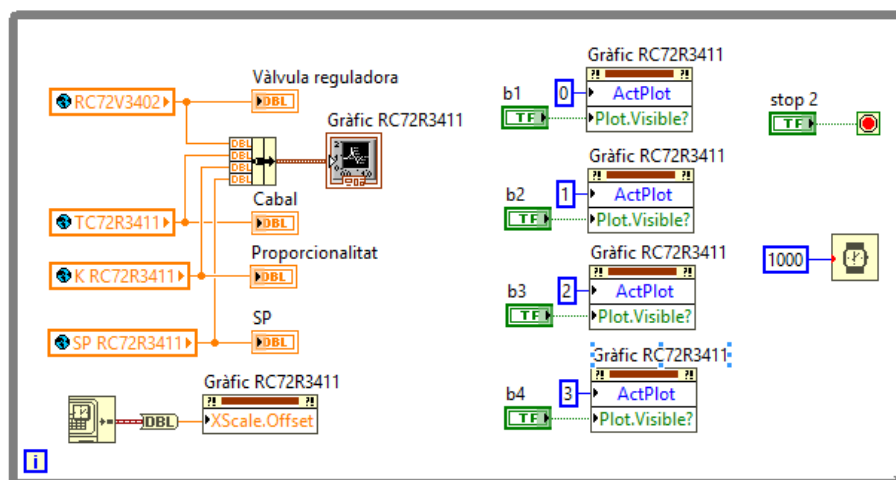 RC72V3402
Vàlvula reguladora
DBL
Gràfic RC72R3411
DBL
DBL
DBL
DBL
TC72R3411
Cabal
DBL
K RC72R3411
Proporcionalitat
DBL
SP RC72R3411
SP
DBL
DBL
Gràfic RC72R3411
XScale.Offset
i
b1
TF
0
Gràfic RC72R3411
ActPlot
Plot.Visible?
b2
TF
1
Gràfic RC72R3411
ActPlot
Plot.Visible?
b3
TF
2
Gràfic RC72R3411
ActPlot
Plot.Visible?
b4
TF
3
Gràfic RC72R3411
ActPlot
Plot.Visible?
stop 2
TF
1000